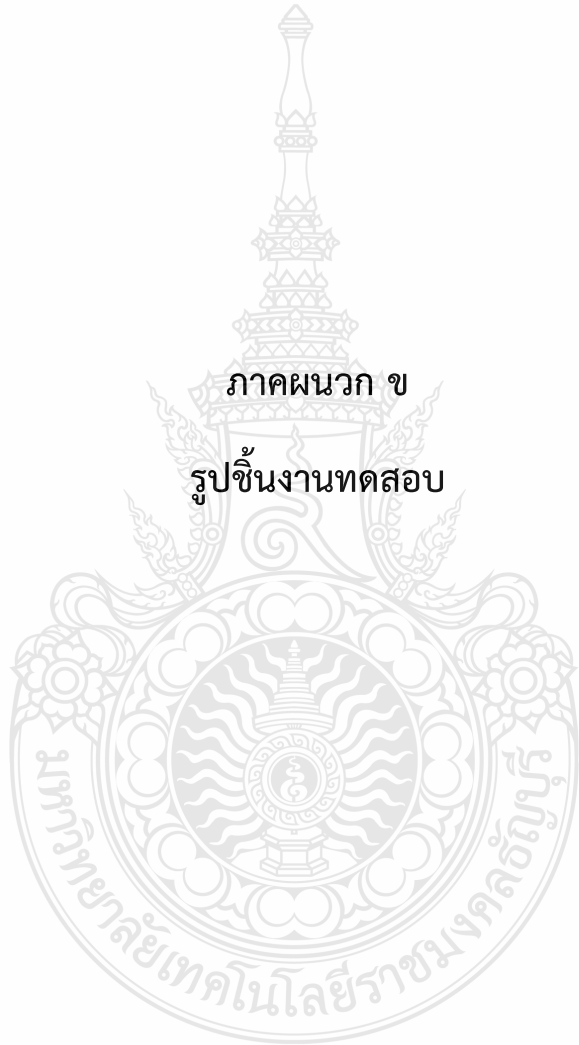 ภาคผนวก ข
รูปชิ้นงานทดสอบ
มหาวิทยาลัยเทคโนโลยีราชมงคลธัญบุรี